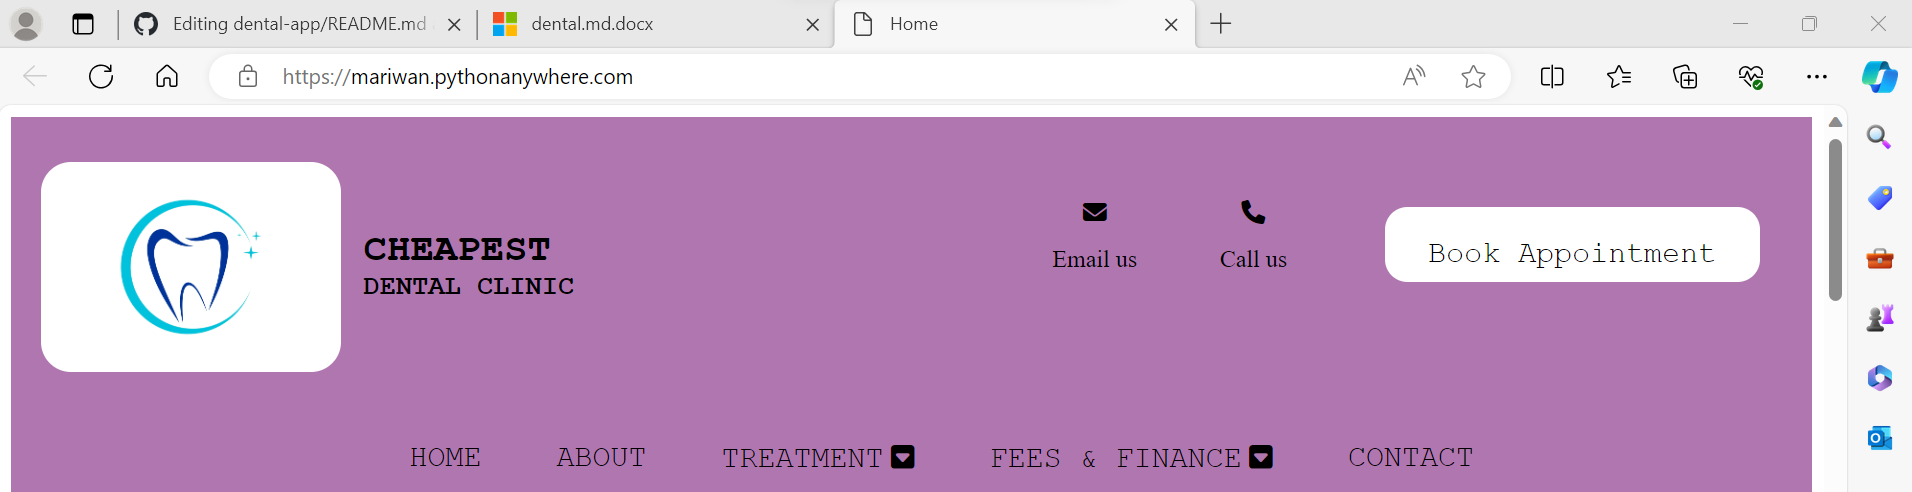 Editing dental-app/README.md
dental.md.docx
Home
https://mariwan.pythonanywhere.com
CHEAPEST
DENTAL CLINIC
Email us
Call us
Book Appointment
HOME ABOUT TREATMENT FEES & FINANCE CONTACT